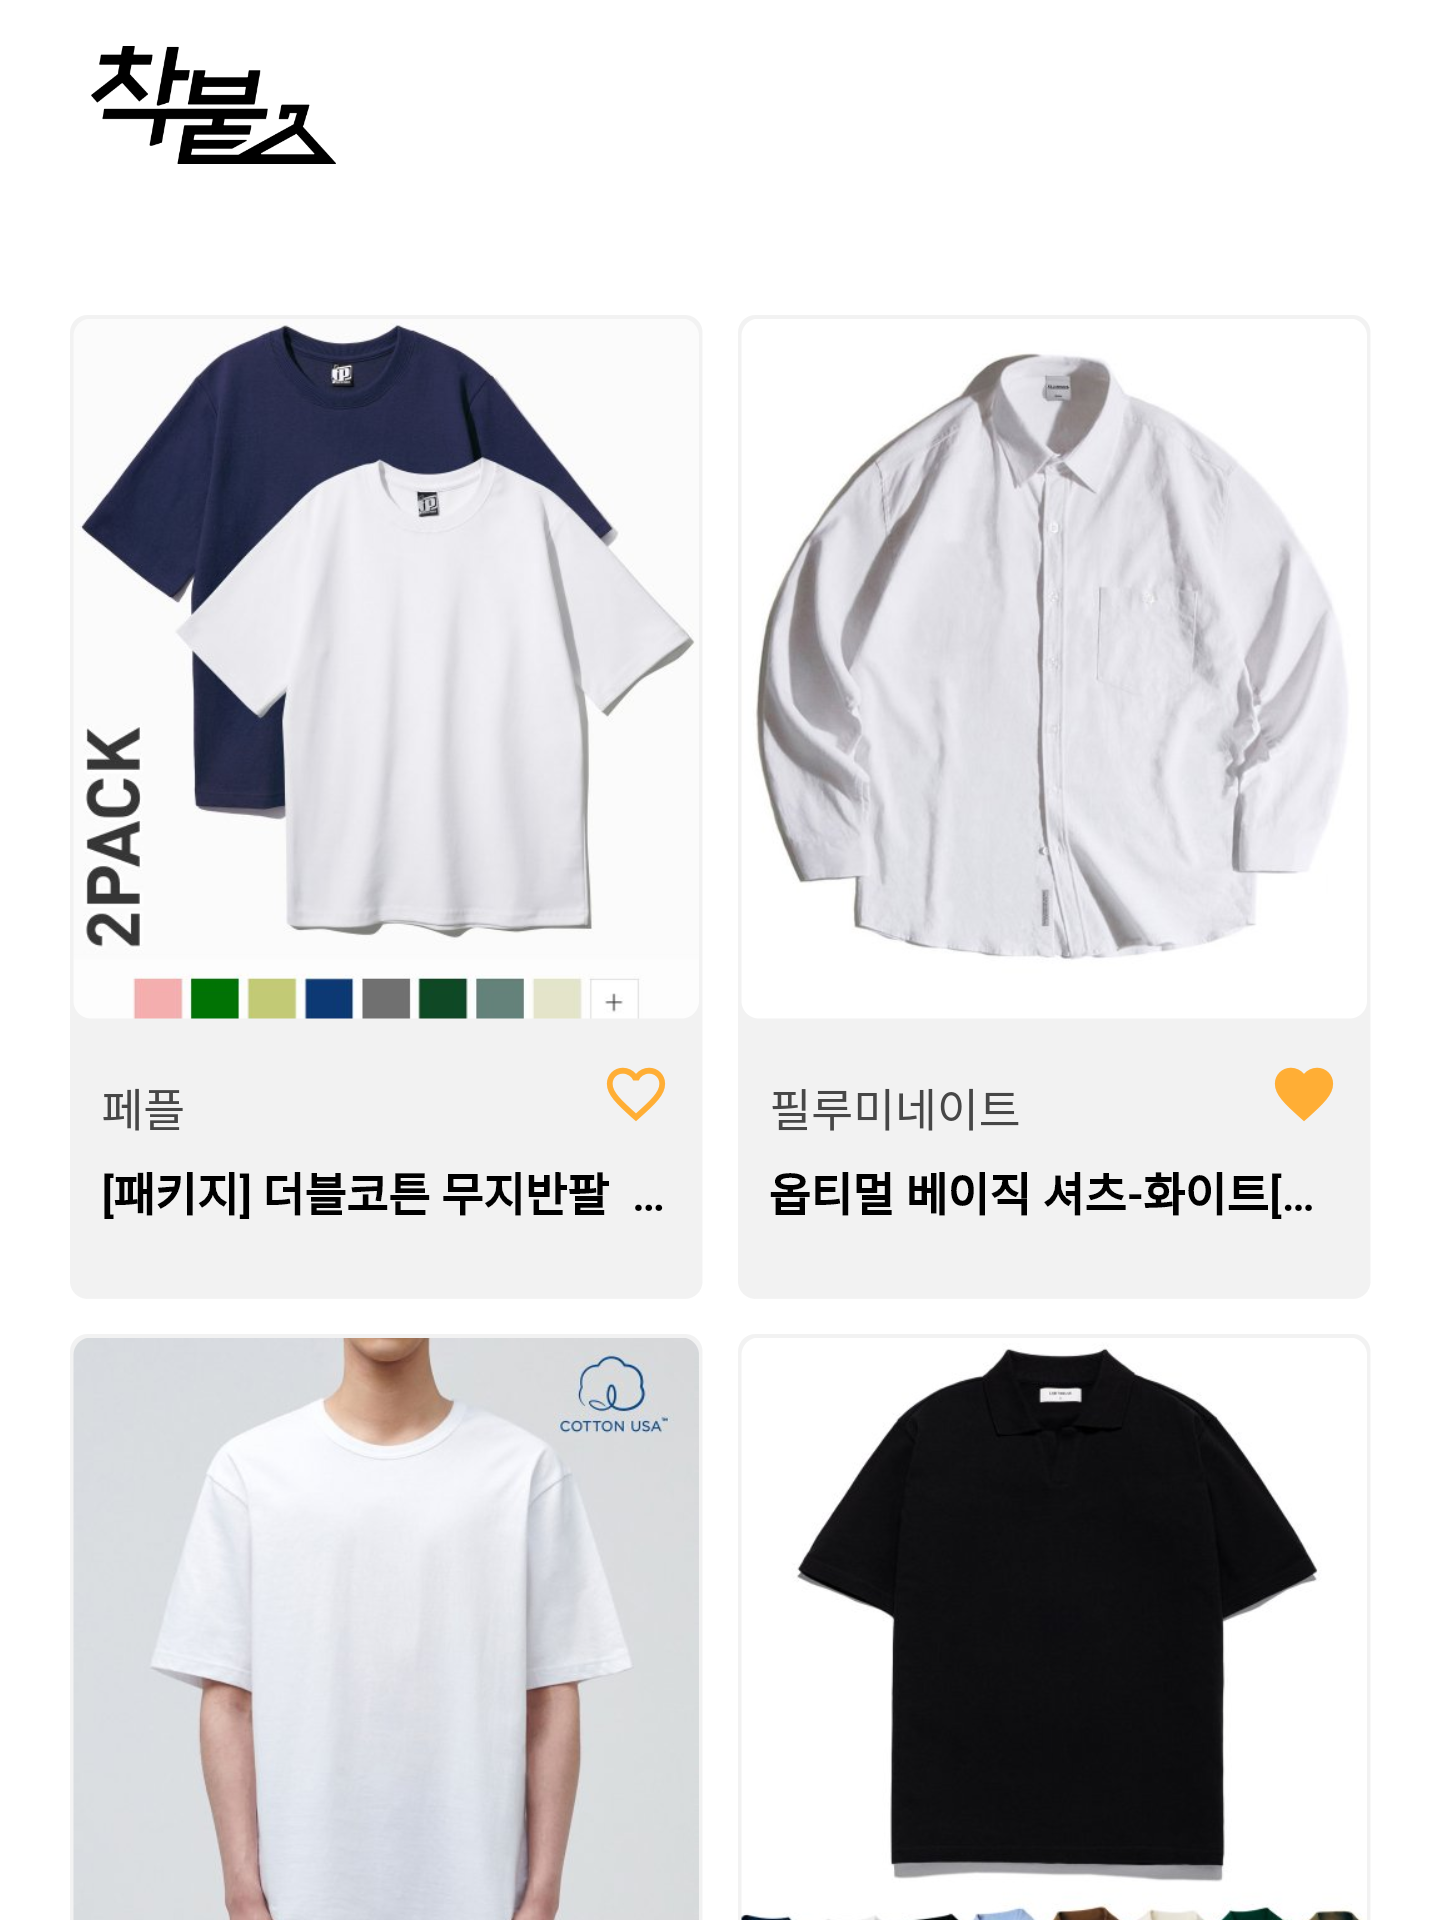 착붙
2PACK
+
페플
[패키지] 더블코튼 무지반팔 ...
필루미네이트
옵티멀 베이직 셔츠-화이트[...
COTTON USA™